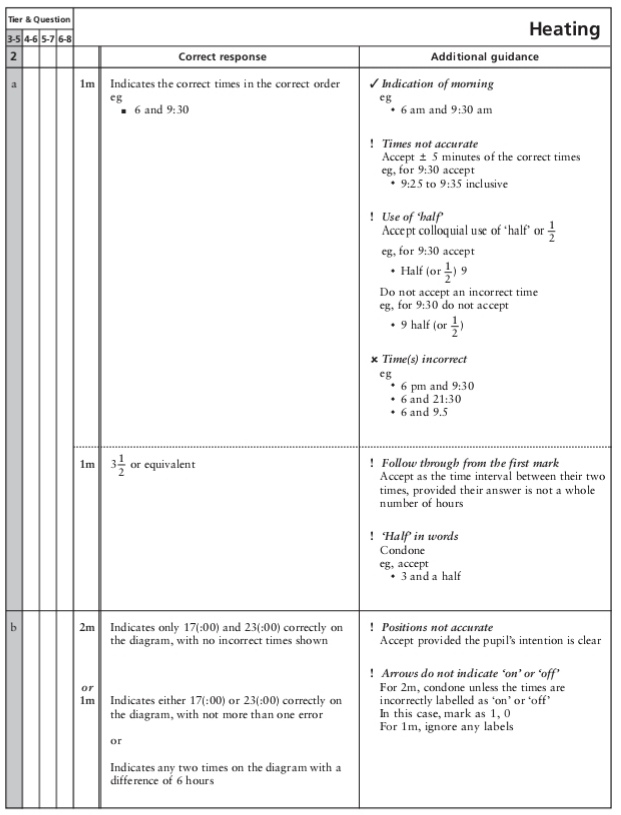 Tier & Question
Heating
3-5 4-6 5-7 6-8
2 Correct response Additional guidance
a 1m Indicates the correct times in the correct order
eg
▪ 6 and 9:30
✓ Indication of morning
eg
• 6 am and 9:30 am
! Times not accurate
Accept ± 5 minutes of the correct times
eg, for 9:30 accept
• 9:25 to 9:35 inclusive
! Use of ‘half’
Accept colloquial use of ‘half’ or 1/2
eg, for 9:30 accept
• Half (or 1/2) 9
Do not accept an incorrect time
eg, for 9:30 do not accept
• 9 half (or 1/2)
✗ Time(s) incorrect
eg
• 6 pm and 9:30
• 6 and 21:30
• 6 and 9.5
1m 3 1/2 or equivalent
! Follow through from the first mark
Accept as the time interval between their two
times, provided their answer is not a whole
number of hours
! ‘Half’ in words
Condone
eg, accept
• 3 and a half
b 2m Indicates only 17(:00) and 23(:00) correctly on
the diagram, with no incorrect times shown
or
1m Indicates either 17(:00) or 23(:00) correctly on
the diagram, with not more than one error
or
Indicates any two times on the diagram with a
difference of 6 hours
! Positions not accurate
Accept provided the pupil’s intention is clear
! Arrows do not indicate ‘on’ or ‘off’
For 2m, condone unless the times are
incorrectly labelled as ‘on’ or ‘off’
In this case, mark as 1, 0
For 1m, ignore any labels